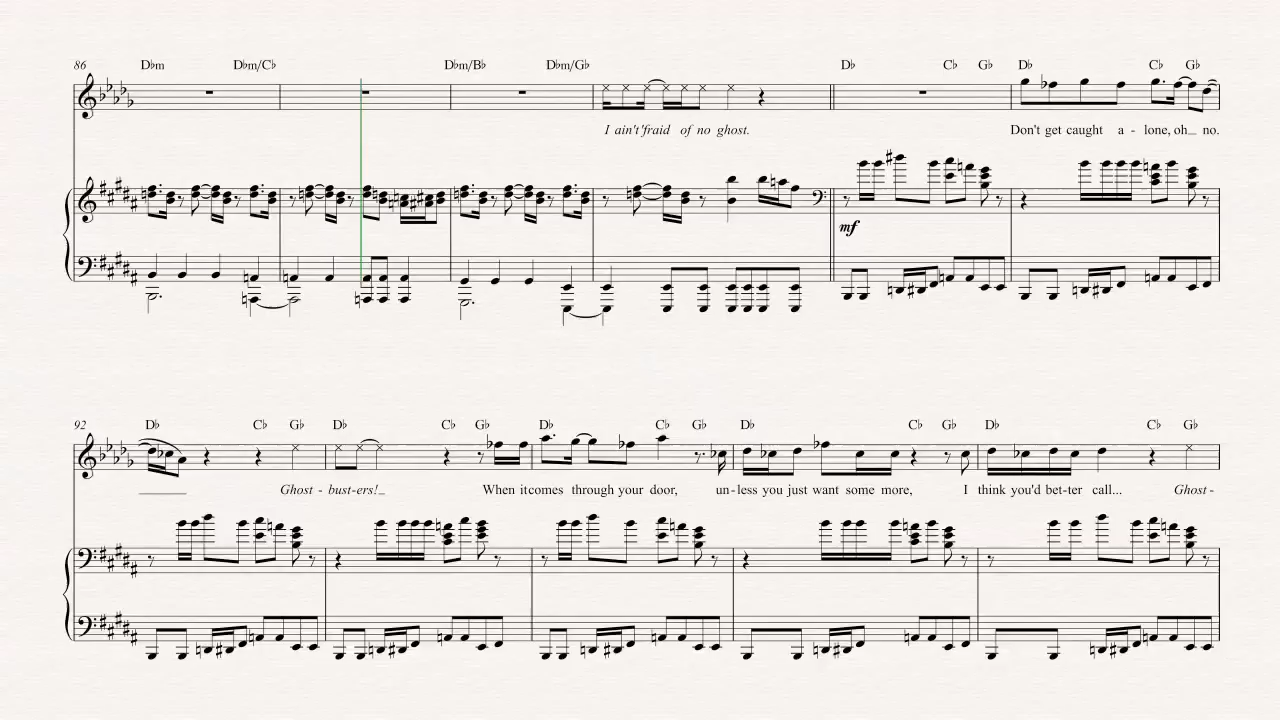 86 D♭m D♭m/C♭ D♭m/B♭ D♭m/G♭ D♭ C♭ G♭ D♭ C♭ G♭
I ain't 'fraid of no ghost. Don't get caught a - lone, oh_ no.
mf
92 D♭ C♭ G♭ D♭ C♭ G♭ D♭ C♭ G♭ D♭ C♭ G♭ D♭ C♭ G♭
Ghost - bust-ers!_ When it comes through your door, un-less you just want some more, I think you'd bet-ter call... Ghost -